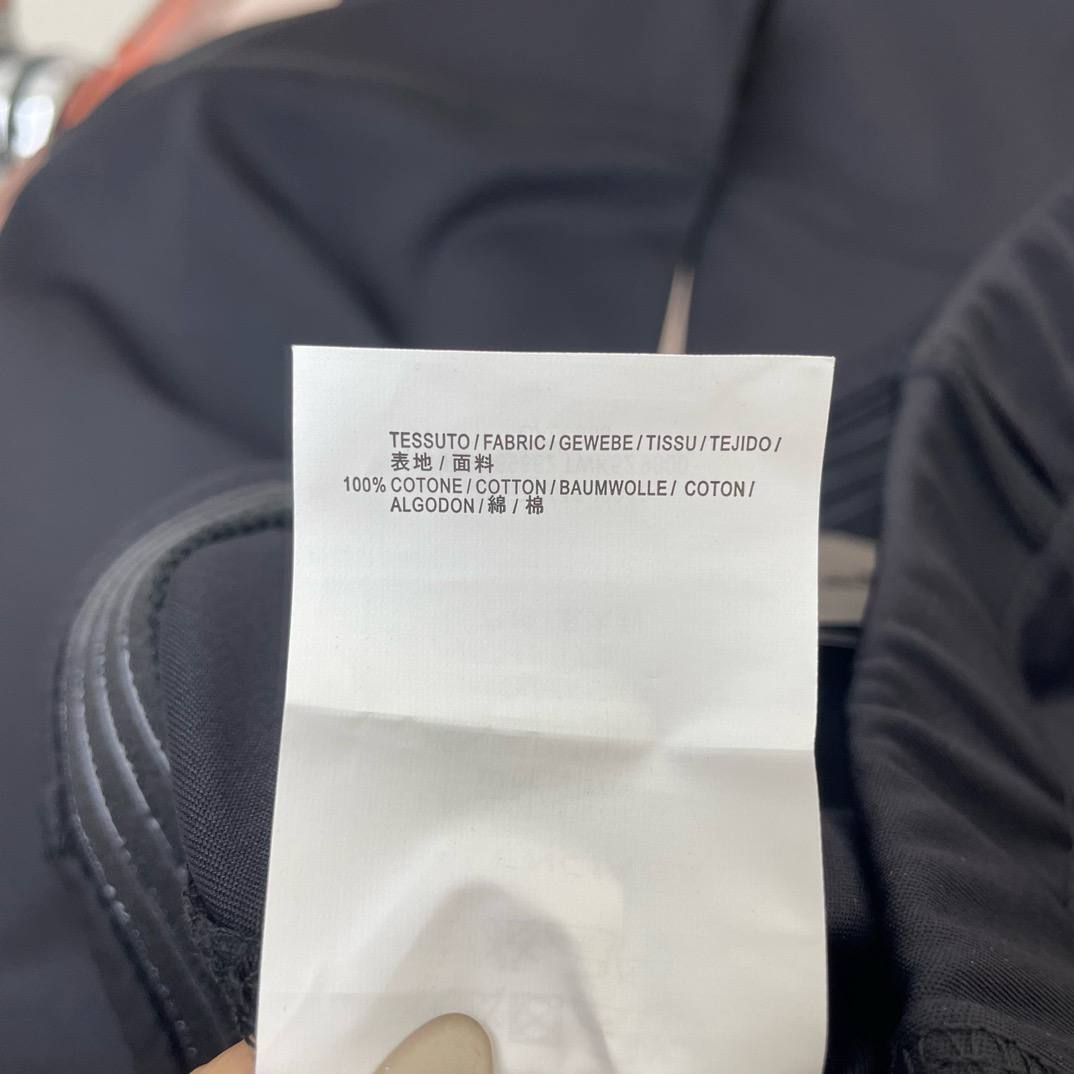 TESSUTO / FABRIC / GEWEBE / TISSU / TEJIDO /
表地 / 面料
100% COTONE / COTTON / BAUMWOLLE / COTON /
ALGODON / 綿 / 棉